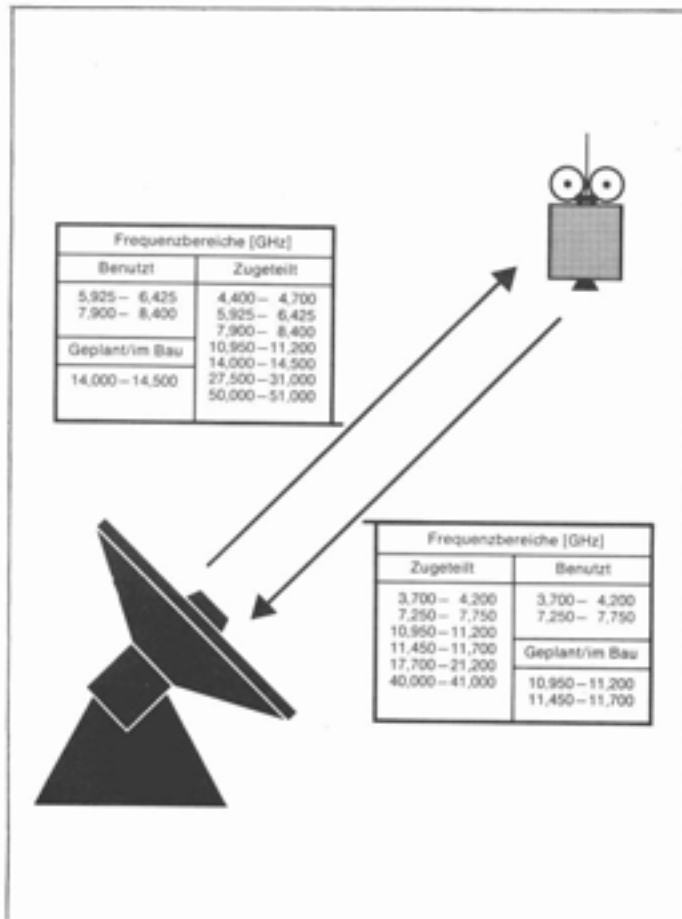 Frequenzbereiche [GHz]
Benutzt
5,925– 6,425
7,900– 8,400
Geplant/im Bau
14,000–14,500
Zugeteilt
4,400– 4,700
5,925– 6,425
7,900– 8,400
10,950–11,200
14,000–14,500
27,500–31,000
50,000–51,000
Frequenzbereiche [GHz]
Zugeteilt
3,700– 4,200
7,250– 7,750
10,950–11,200
11,450–11,700
17,700–21,200
40,000–41,000
Benutzt
3,700– 4,200
7,250– 7,750
Geplant/im Bau
10,950–11,200
11,450–11,700